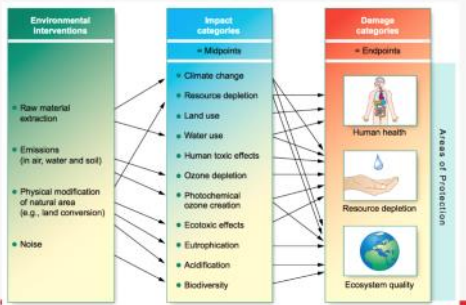 Environmental
interventions
Raw material
extraction
Emissions
(in air, water and soil)
Physical modification
of natural area
(e.g., land conversion)
Noise
Impact
categories
= Midpoints
Climate change
Resource depletion
Land use
Water use
Human toxic effects
Ozone depletion
Photochemical
ozone creation
Ecotoxic effects
Eutrophication
Acidification
Biodiversity
Damage
categories
= Endpoints
Human health
Resource depletion
Ecosystem quality
Areas of Protection